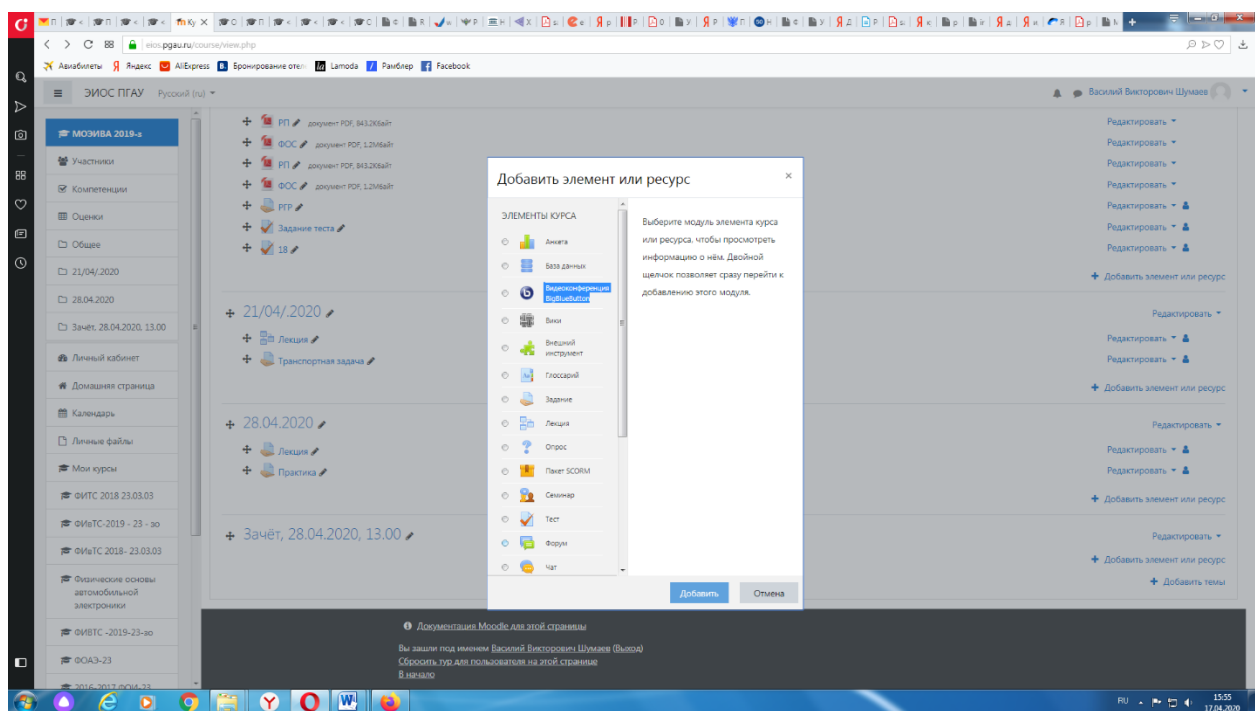 eios.pgau.ru/course/view.php
Авиабилеты Яндекс AliExpress Бронирование отеле Lamoda Рамблер Facebook
ЭИОС ПГАУ Русский (ru)
Василий Викторович Шумаев
МОЭИВА 2019-з
Участники
Компетенции
Оценки
Общее
21/04/.2020
28.04.2020
Зачёт, 28.04.2020, 13.00
Личный кабинет
Домашняя страница
Календарь
Личные файлы
Мои курсы
ФИТС 2018 23.03.03
ФИвТС-2019 - 23 - зо
ФИвТС 2018- 23.03.03
Физические основы
автомобильной
электроники
ФИВТС -2019-23-зо
ФОАЭ-23
2016-2017 ФОИ-23
РП документ PDF, 843.2Кбайт
Редактировать
ФОС документ PDF, 1.2Мбайт
Редактировать
РП документ PDF, 843.2Кбайт
Редактировать
ФОС документ PDF, 1.2Мбайт
Редактировать
РГР
Редактировать
Задание теста
Редактировать
18
Редактировать
Добавить элемент или ресурс
21/04/.2020
Редактировать
Лекция
Редактировать
Транспортная задача
Редактировать
Добавить элемент или ресурс
28.04.2020
Редактировать
Лекция
Редактировать
Практика
Редактировать
Добавить элемент или ресурс
Зачёт, 28.04.2020, 13.00
Редактировать
Добавить элемент или ресурс
Добавить темы
Добавить элемент или ресурс
×
ЭЛЕМЕНТЫ КУРСА
Анкета
База данных
Видеоконференция
BigBlueButton
Вики
Внешний
инструмент
Глоссарий
Задание
Лекция
Опрос
Пакет SCORM
Семинар
Тест
Форум
Чат
Выберите модуль элемента курса
или ресурса, чтобы просмотреть
информацию о нём. Двойной
щелчок позволяет сразу перейти к
добавлению этого модуля.
Добавить Отмена
Документация Moodle для этой страницы
Вы зашли под именем Василий Викторович Шумаев (Выход)
Сбросить тур для пользователя на этой странице
В начало
RU
15:55
17.04.2020